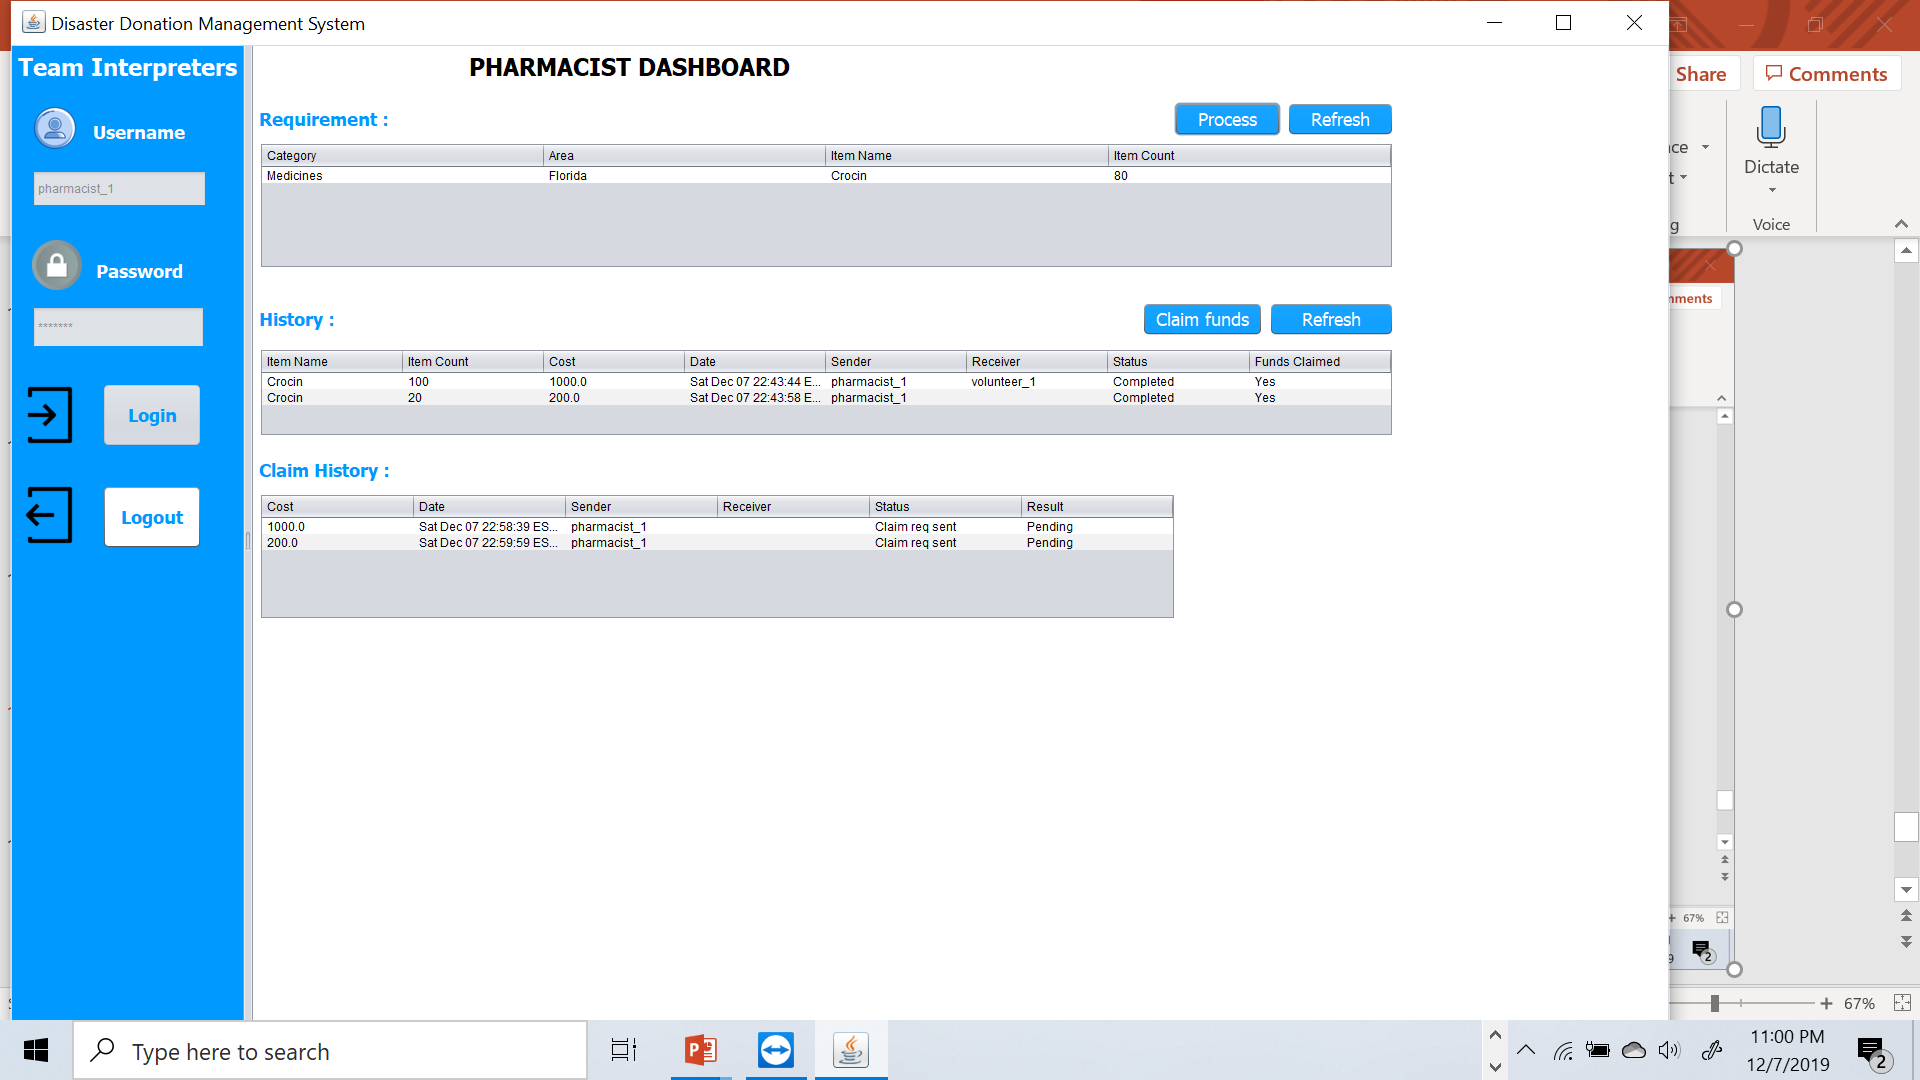 Disaster Donation Management System
Team Interpreters
Username
pharmacist_1
Password
*******
Login
Logout
PHARMACIST DASHBOARD
Requirement :
Process
Refresh
Category Area Item Name Item Count
Medicines Florida Crocin 80
History :
Claim funds
Refresh
Item Name Item Count Cost Date Sender Receiver Status Funds Claimed
Crocin 100 1000.0 Sat Dec 07 22:43:44 E... pharmacist_1 volunteer_1 Completed Yes
Crocin 20 200.0 Sat Dec 07 22:43:58 E... pharmacist_1 Completed Yes
Claim History :
Cost Date Sender Receiver Status Result
1000.0 Sat Dec 07 22:58:39 ES... pharmacist_1 Claim req sent Pending
200.0 Sat Dec 07 22:59:59 ES... pharmacist_1 Claim req sent Pending
Share
Comments
Dictate
Voice
67%
2
67%
Type here to search
11:00 PM
12/7/2019
2